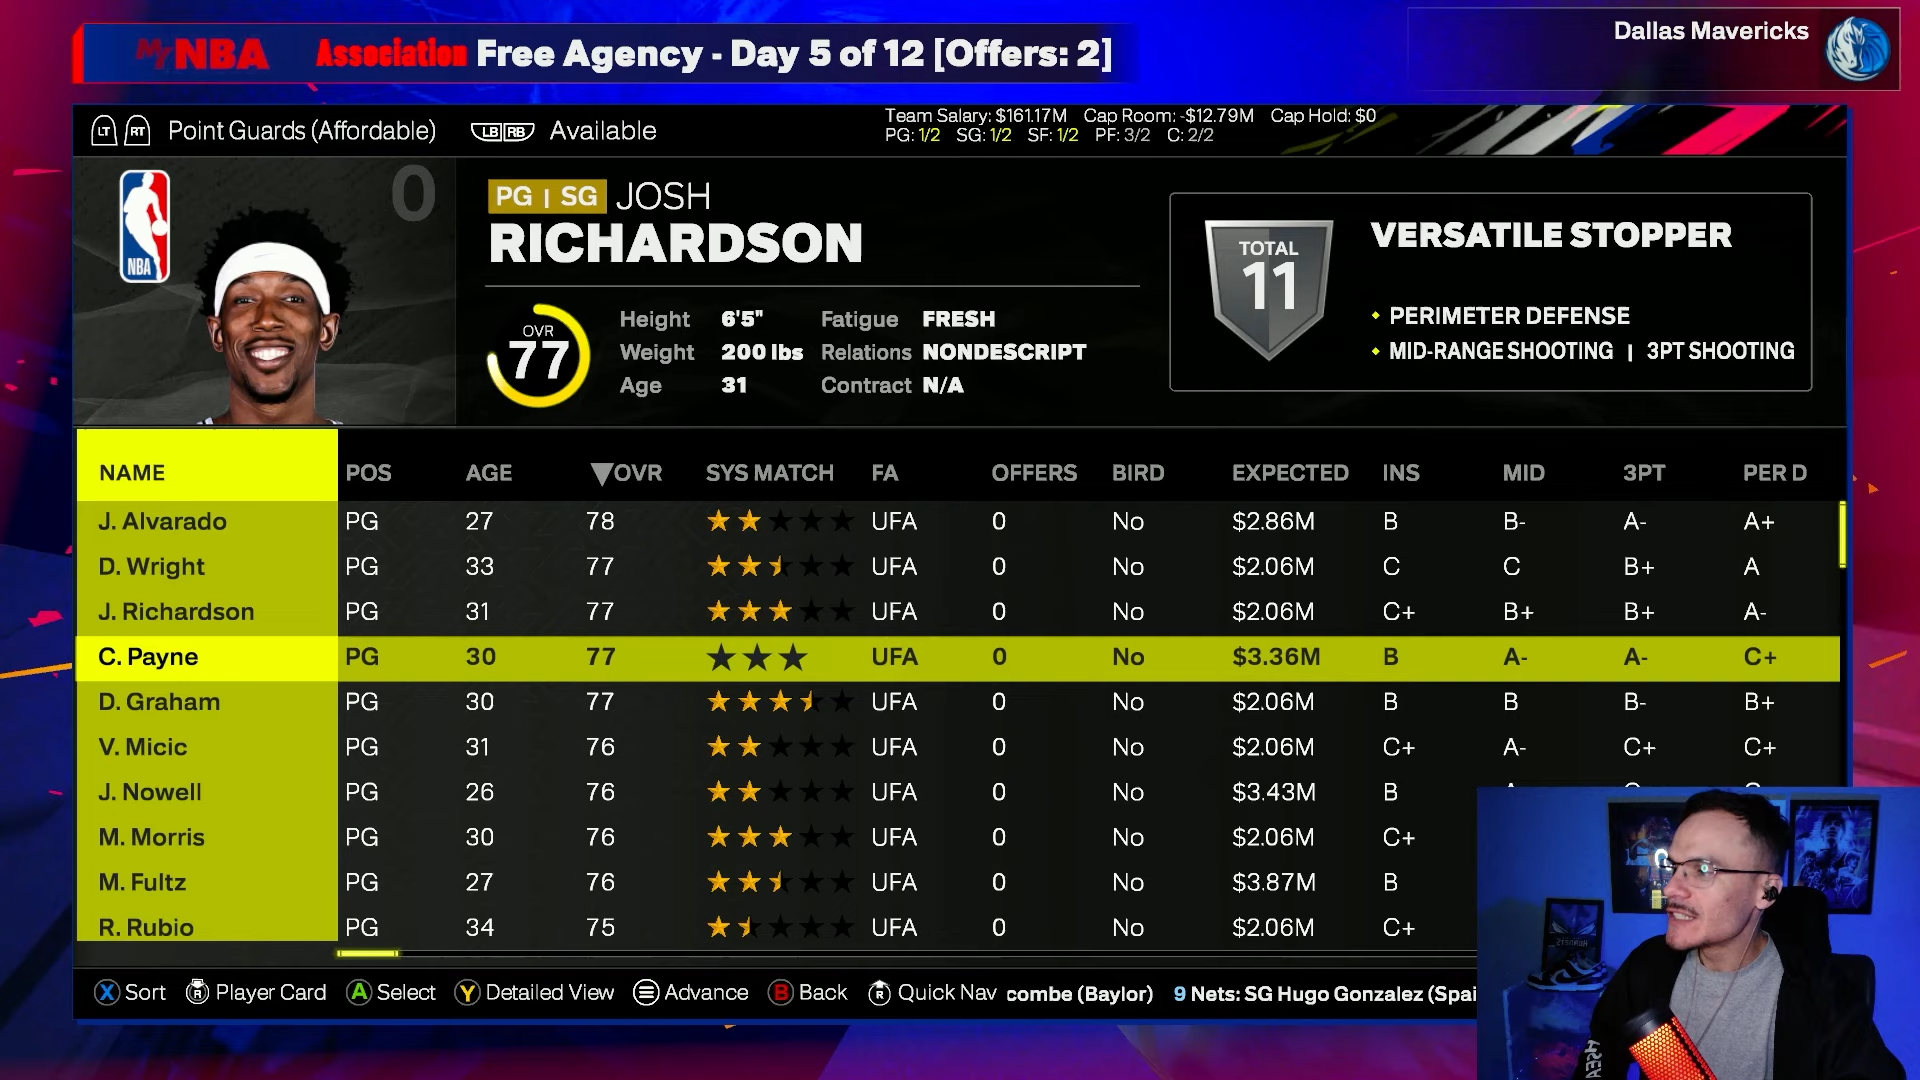 MyNBA Association Free Agency - Day 5 of 12 [Offers: 2]
Dallas Mavericks
LT RT Point Guards (Affordable) LB RB Available
Team Salary: $161.17M Cap Room: -$12.79M Cap Hold: $0
PG: 1/2 SG: 1/2 SF: 1/2 PF: 3/2 C: 2/2
NBA
0
PG | SG JOSH
RICHARDSON
OVR
77
Height 6'5" Fatigue FRESH
Weight 200 lbs Relations NONDESCRIPT
Age 31 Contract N/A
TOTAL
11
VERSATILE STOPPER
PERIMETER DEFENSE
MID-RANGE SHOOTING | 3PT SHOOTING
NAME POS AGE OVR SYS MATCH FA OFFERS BIRD EXPECTED INS MID 3PT PER D
J. Alvarado PG 27 78 UFA 0 No $2.86M B B- A- A+
D. Wright PG 33 77 UFA 0 No $2.06M C C B+ A
J. Richardson PG 31 77 UFA 0 No $2.06M C+ B+ B+ A-
C. Payne PG 30 77 UFA 0 No $3.36M B A- A- C+
D. Graham PG 30 77 UFA 0 No $2.06M B B B- B+
V. Micic PG 31 76 UFA 0 No $2.06M C+ A- C+ C+
J. Nowell PG 26 76 UFA 0 No $3.43M B
M. Morris PG 30 76 UFA 0 No $2.06M C+
M. Fultz PG 27 76 UFA 0 No $3.87M B
R. Rubio PG 34 75 UFA 0 No $2.06M C+
X Sort R Player Card A Select Y Detailed View Advance B Back R Quick Nav combe (Baylor) 9 Nets: SG Hugo Gonzalez (Spai